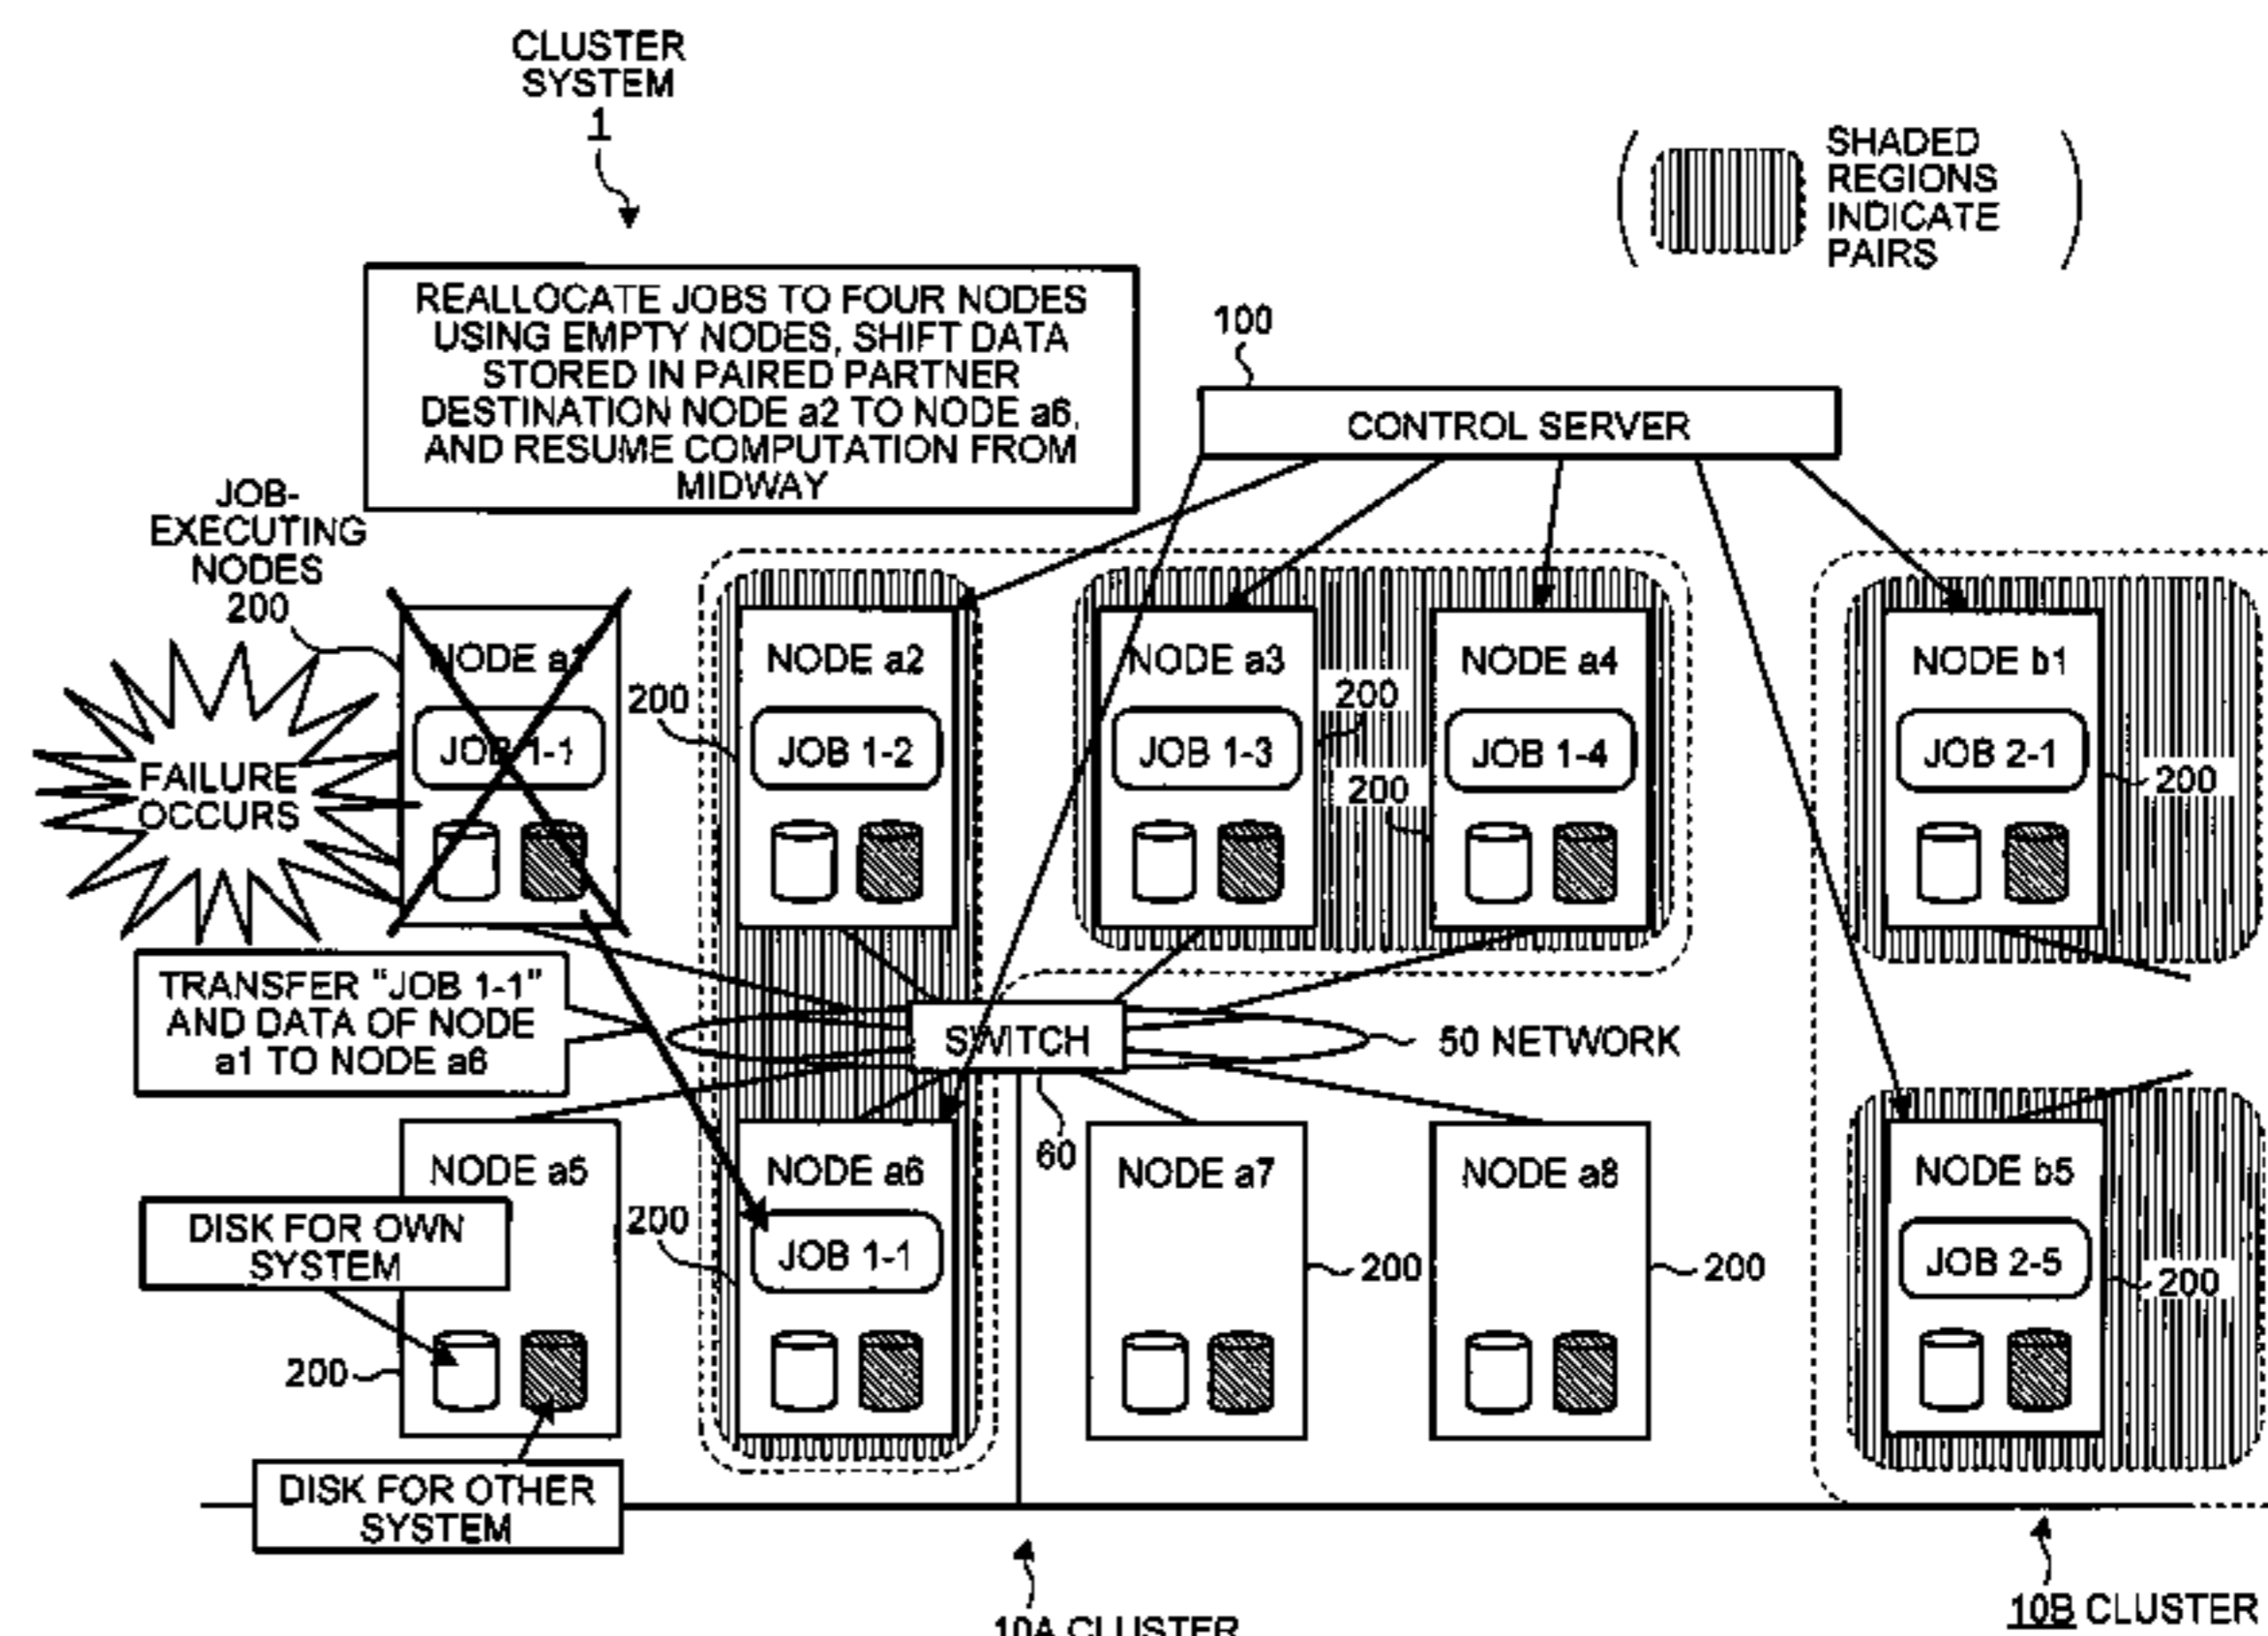 CLUSTER
SYSTEM
1
SHADED
REGIONS
INDICATE
PAIRS
REALLOCATE JOBS TO FOUR NODES
USING EMPTY NODES, SHIFT DATA
STORED IN PAIRED PARTNER
DESTINATION NODE a2 TO NODE a6,
AND RESUME COMPUTATION FROM
MIDWAY
100
CONTROL SERVER
JOB-
EXECUTING
NODES
200
NODE a1
NODE a2
NODE a3
NODE a4
NODE b1
200
200
JOB 1-1
JOB 1-2
JOB 1-3
JOB 1-4
JOB 2-1
200
200
FAILURE
OCCURS
TRANSFER "JOB 1-1"
AND DATA OF NODE
a1 TO NODE a6
SWITCH
50 NETWORK
60
NODE a5
NODE a6
NODE a7
NODE a8
NODE b5
DISK FOR OWN
SYSTEM
200
JOB 1-1
200
200
JOB 2-5
200
200
DISK FOR OTHER
SYSTEM
10A CLUSTER
10B CLUSTER